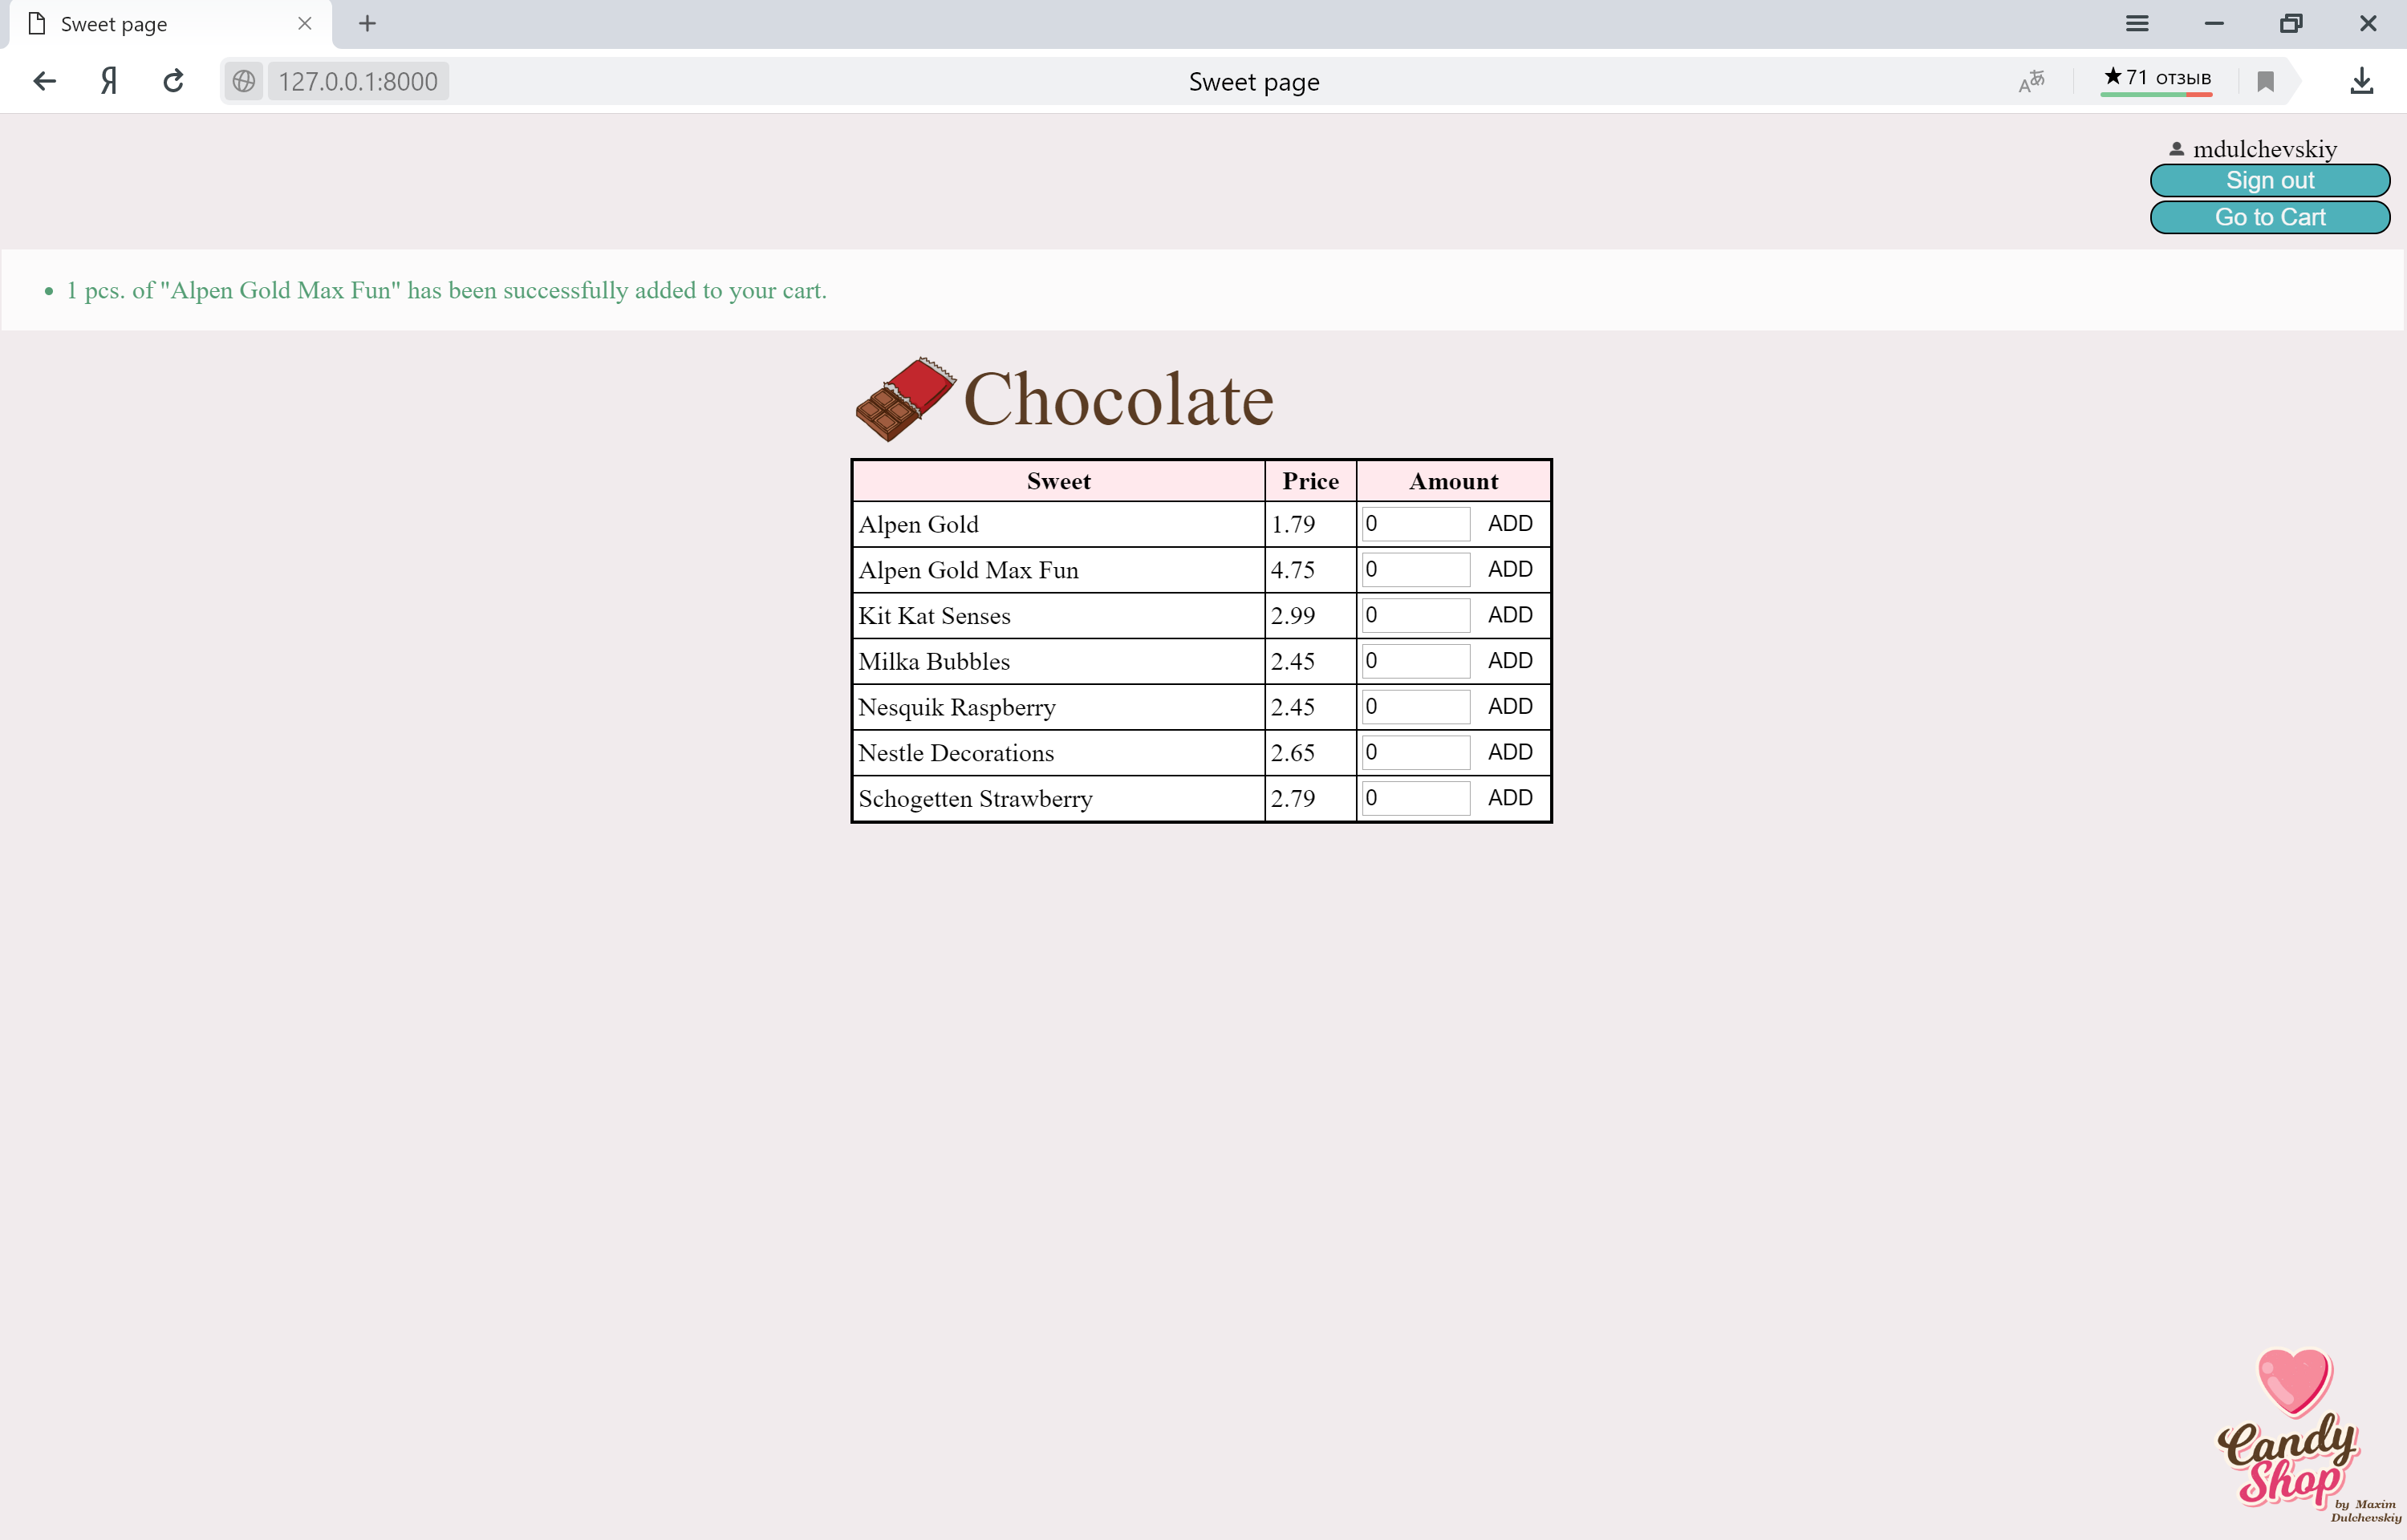 Sweet page
Я 127.0.0.1:8000 Sweet page Aあ ★71 отзыв
mdulchevskiy
Sign out
Go to Cart
• 1 pcs. of "Alpen Gold Max Fun" has been successfully added to your cart.
Chocolate
Sweet Price Amount
Alpen Gold 1.79 0 ADD
Alpen Gold Max Fun 4.75 0 ADD
Kit Kat Senses 2.99 0 ADD
Milka Bubbles 2.45 0 ADD
Nesquik Raspberry 2.45 0 ADD
Nestle Decorations 2.65 0 ADD
Schogetten Strawberry 2.79 0 ADD
Candy
Shop
by Maxim
Dulchevskiy